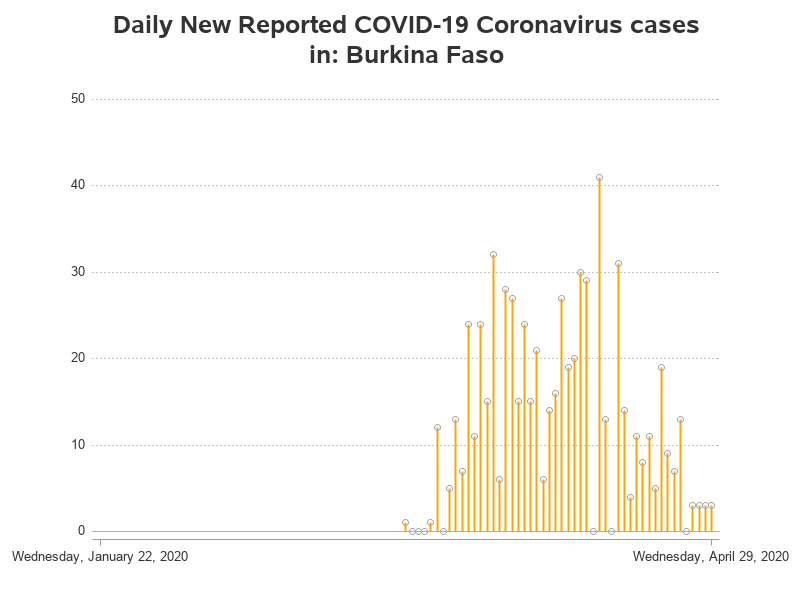 Daily New Reported COVID-19 Coronavirus cases
in: Burkina Faso
50
40
30
20
10
0
Wednesday, January 22, 2020
Wednesday, April 29, 2020